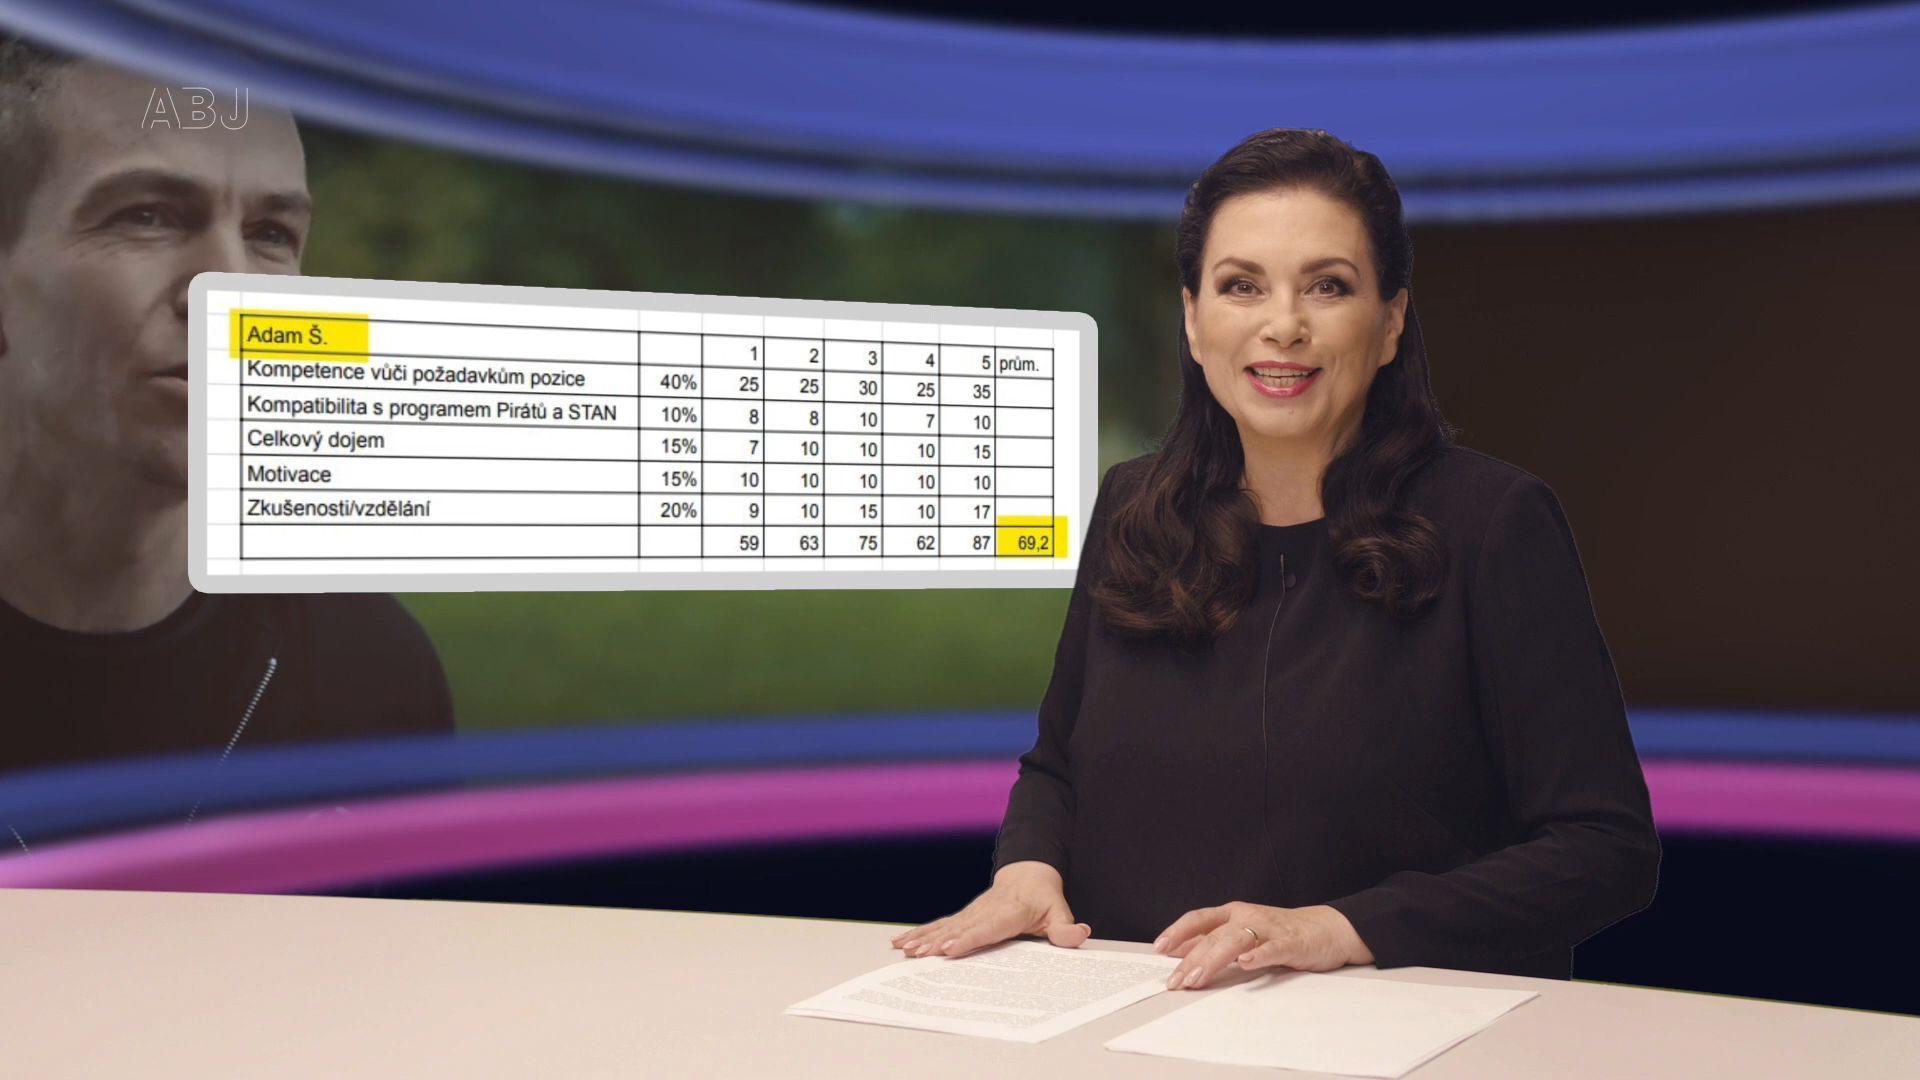 ABJ
Adam Š.
1 2 3 4 5 prům.
Kompetence vůči požadavkům pozice 40% 25 25 30 25 35
Kompatibilita s programem Pirátů a STAN 10% 8 8 10 7 10
Celkový dojem 15% 7 10 10 10 15
Motivace 15% 10 10 10 10 10
Zkušenosti/vzdělání 20% 9 10 15 10 17
59 63 75 62 87 69,2